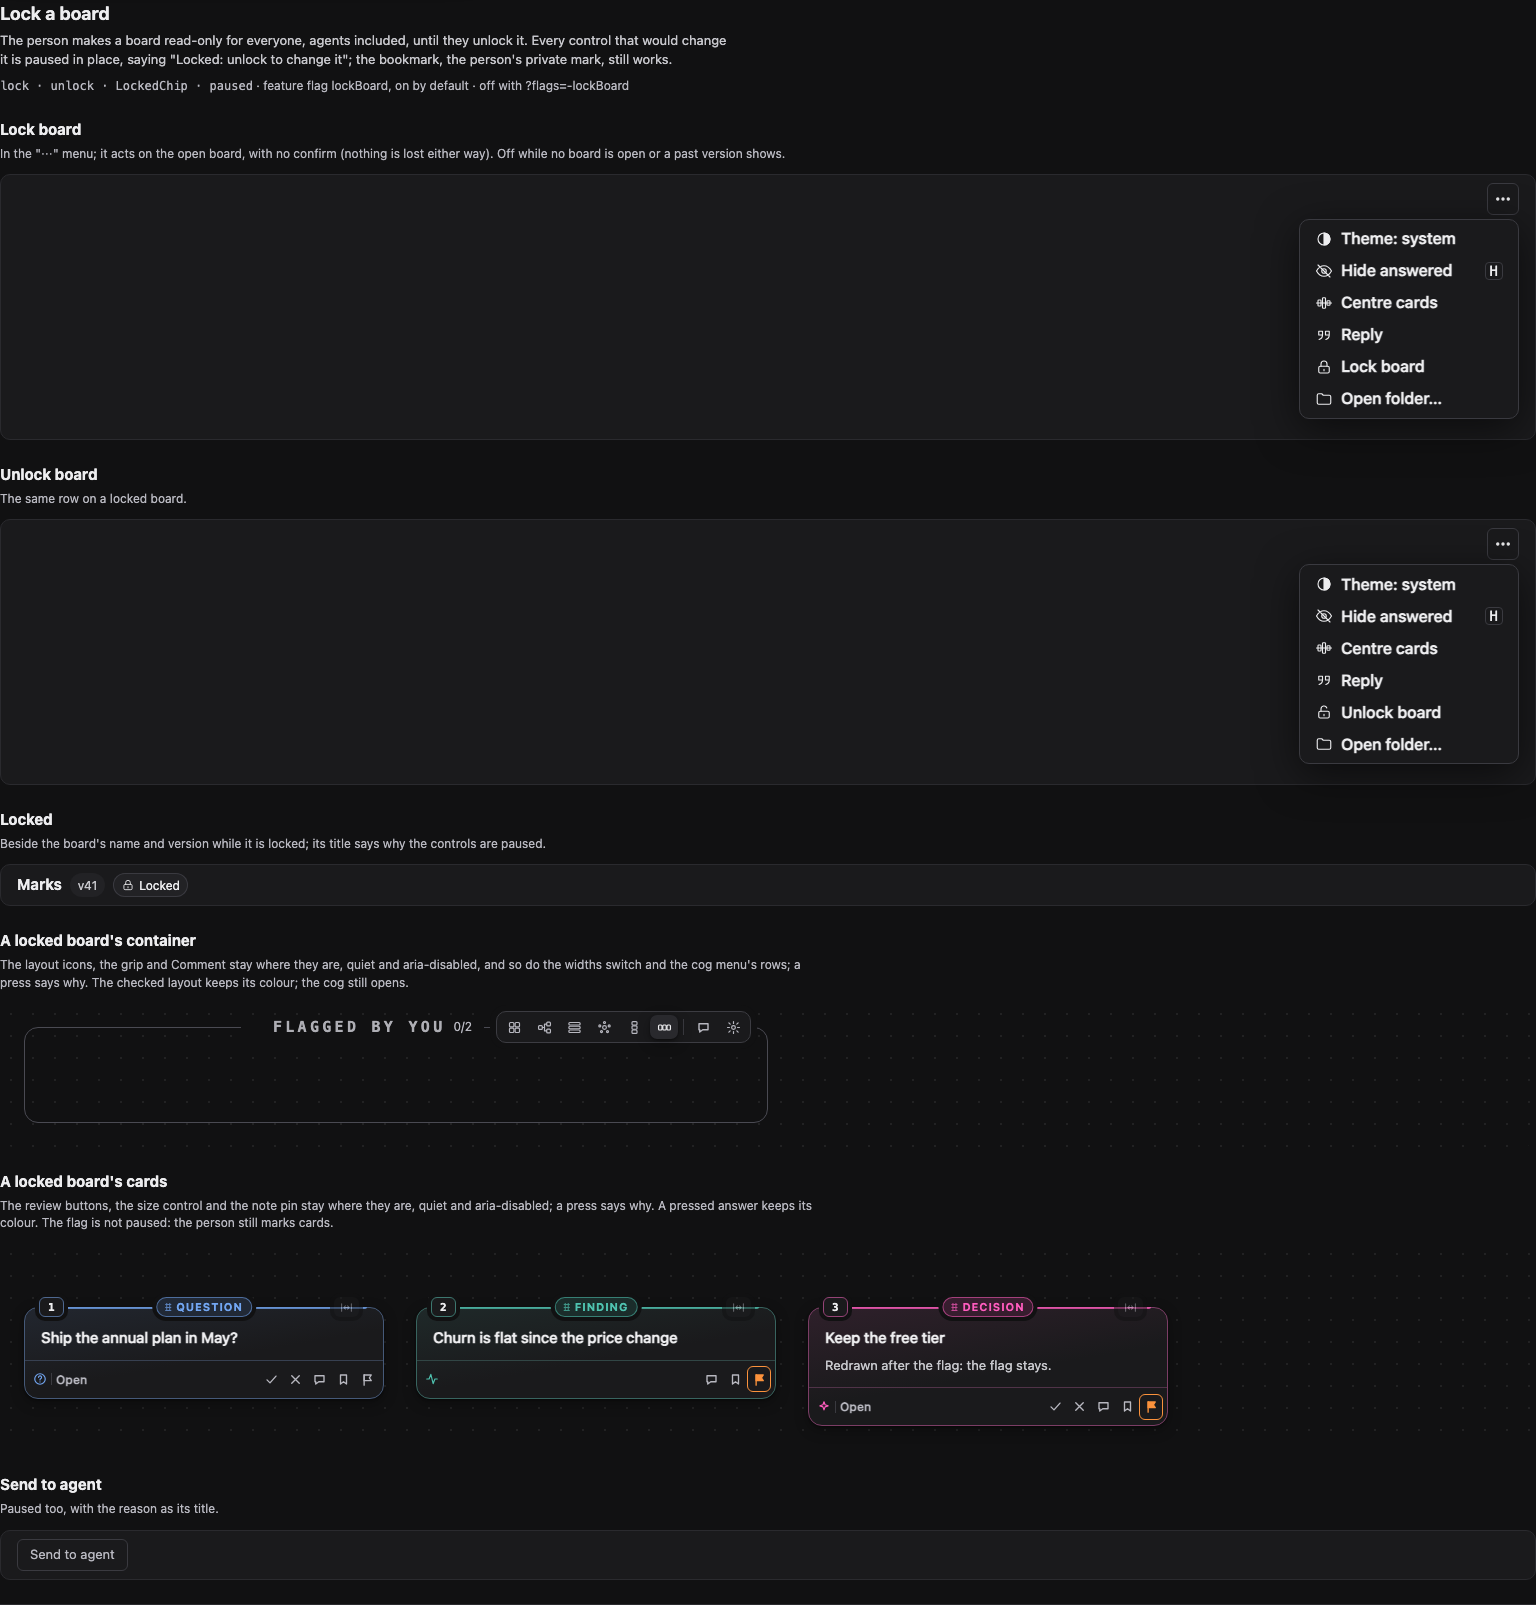 Lock a board
The person makes a board read-only for everyone, agents included, until they unlock it. Every control that would change
it is paused in place, saying "Locked: unlock to change it"; the bookmark, the person's private mark, still works.
lock · unlock · LockedChip · paused · feature flag lockBoard, on by default · off with ?flags=-lockBoard
Lock board
In the "···" menu; it acts on the open board, with no confirm (nothing is lost either way). Off while no board is open or a past version shows.
Theme: system
Hide answered H
Centre cards
Reply
Lock board
Open folder...
Unlock board
The same row on a locked board.
Theme: system
Hide answered H
Centre cards
Reply
Unlock board
Open folder...
Locked
Beside the board's name and version while it is locked; its title says why the controls are paused.
Marks v41 Locked
A locked board's container
The layout icons, the grip and Comment stay where they are, quiet and aria-disabled, and so do the widths switch and the cog menu's rows; a
press says why. The checked layout keeps its colour; the cog still opens.
FLAGGED BY YOU 0/2
A locked board's cards
The review buttons, the size control and the note pin stay where they are, quiet and aria-disabled; a press says why. A pressed answer keeps its
colour. The flag is not paused: the person still marks cards.
1 QUESTION
Ship the annual plan in May?
Open
2 FINDING
Churn is flat since the price change
3 DECISION
Keep the free tier
Redrawn after the flag: the flag stays.
Open
Send to agent
Paused too, with the reason as its title.
Send to agent